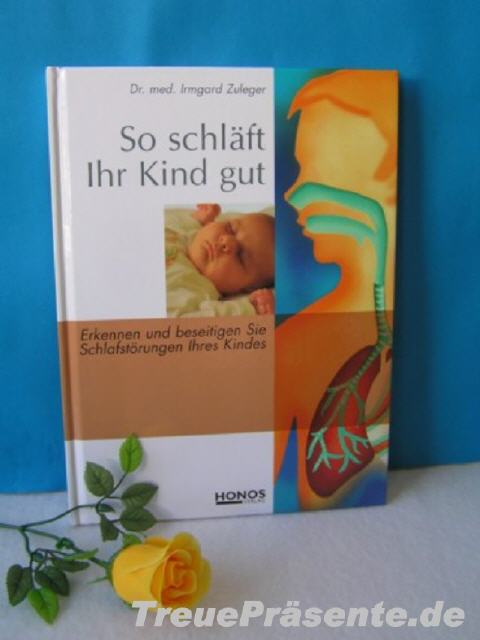 Dr. med. Irmgard Zuleger
So schläft
Ihr Kind gut
Erkennen und beseitigen Sie
Schlafstörungen Ihres Kindes
HONOS
VERLAG
TreuePräsente.de